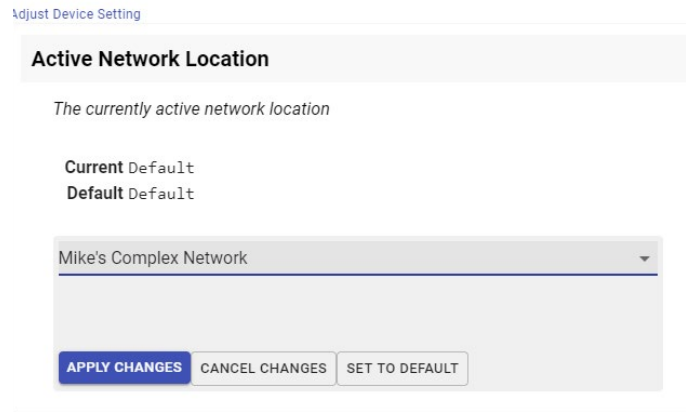 Adjust Device Setting
Active Network Location
The currently active network location
Current Default
Default Default
Mike's Complex Network
APPLY CHANGES CANCEL CHANGES SET TO DEFAULT